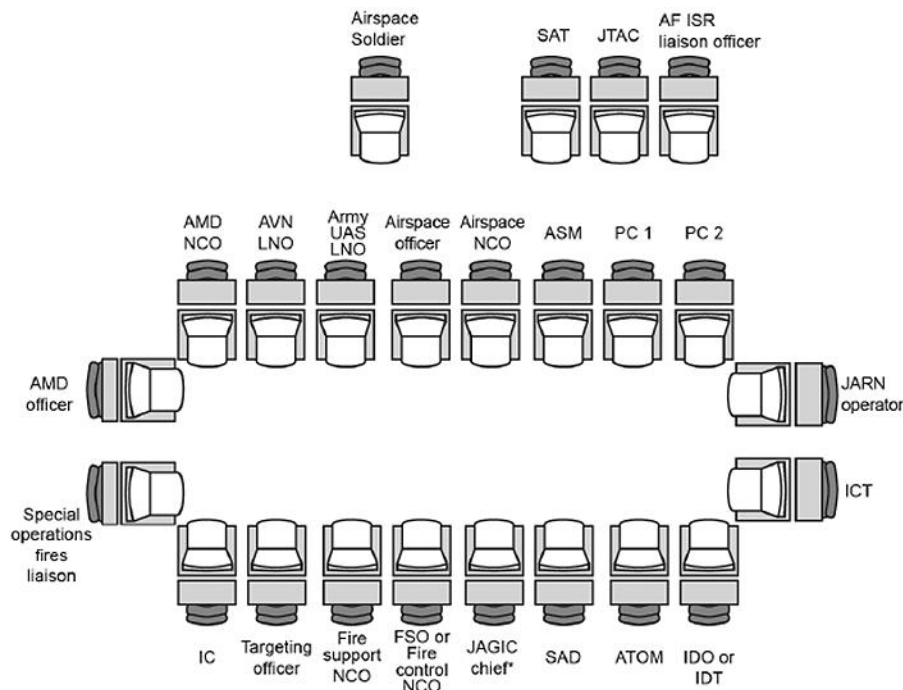 Airspace
Soldier
SAT
JTAC
AF ISR
liaison officer
AMD
NCO
AVN
LNO
Army
UAS
LNO
Airspace
officer
Airspace
NCO
ASM
PC 1
PC 2
AMD
officer
JARN
operator
Special
operations
fires
liaison
ICT
IC
Targeting
officer
Fire
support
NCO
FSO or
Fire
control
NCO
JAGIC
chief*
SAD
ATOM
IDO or
IDT